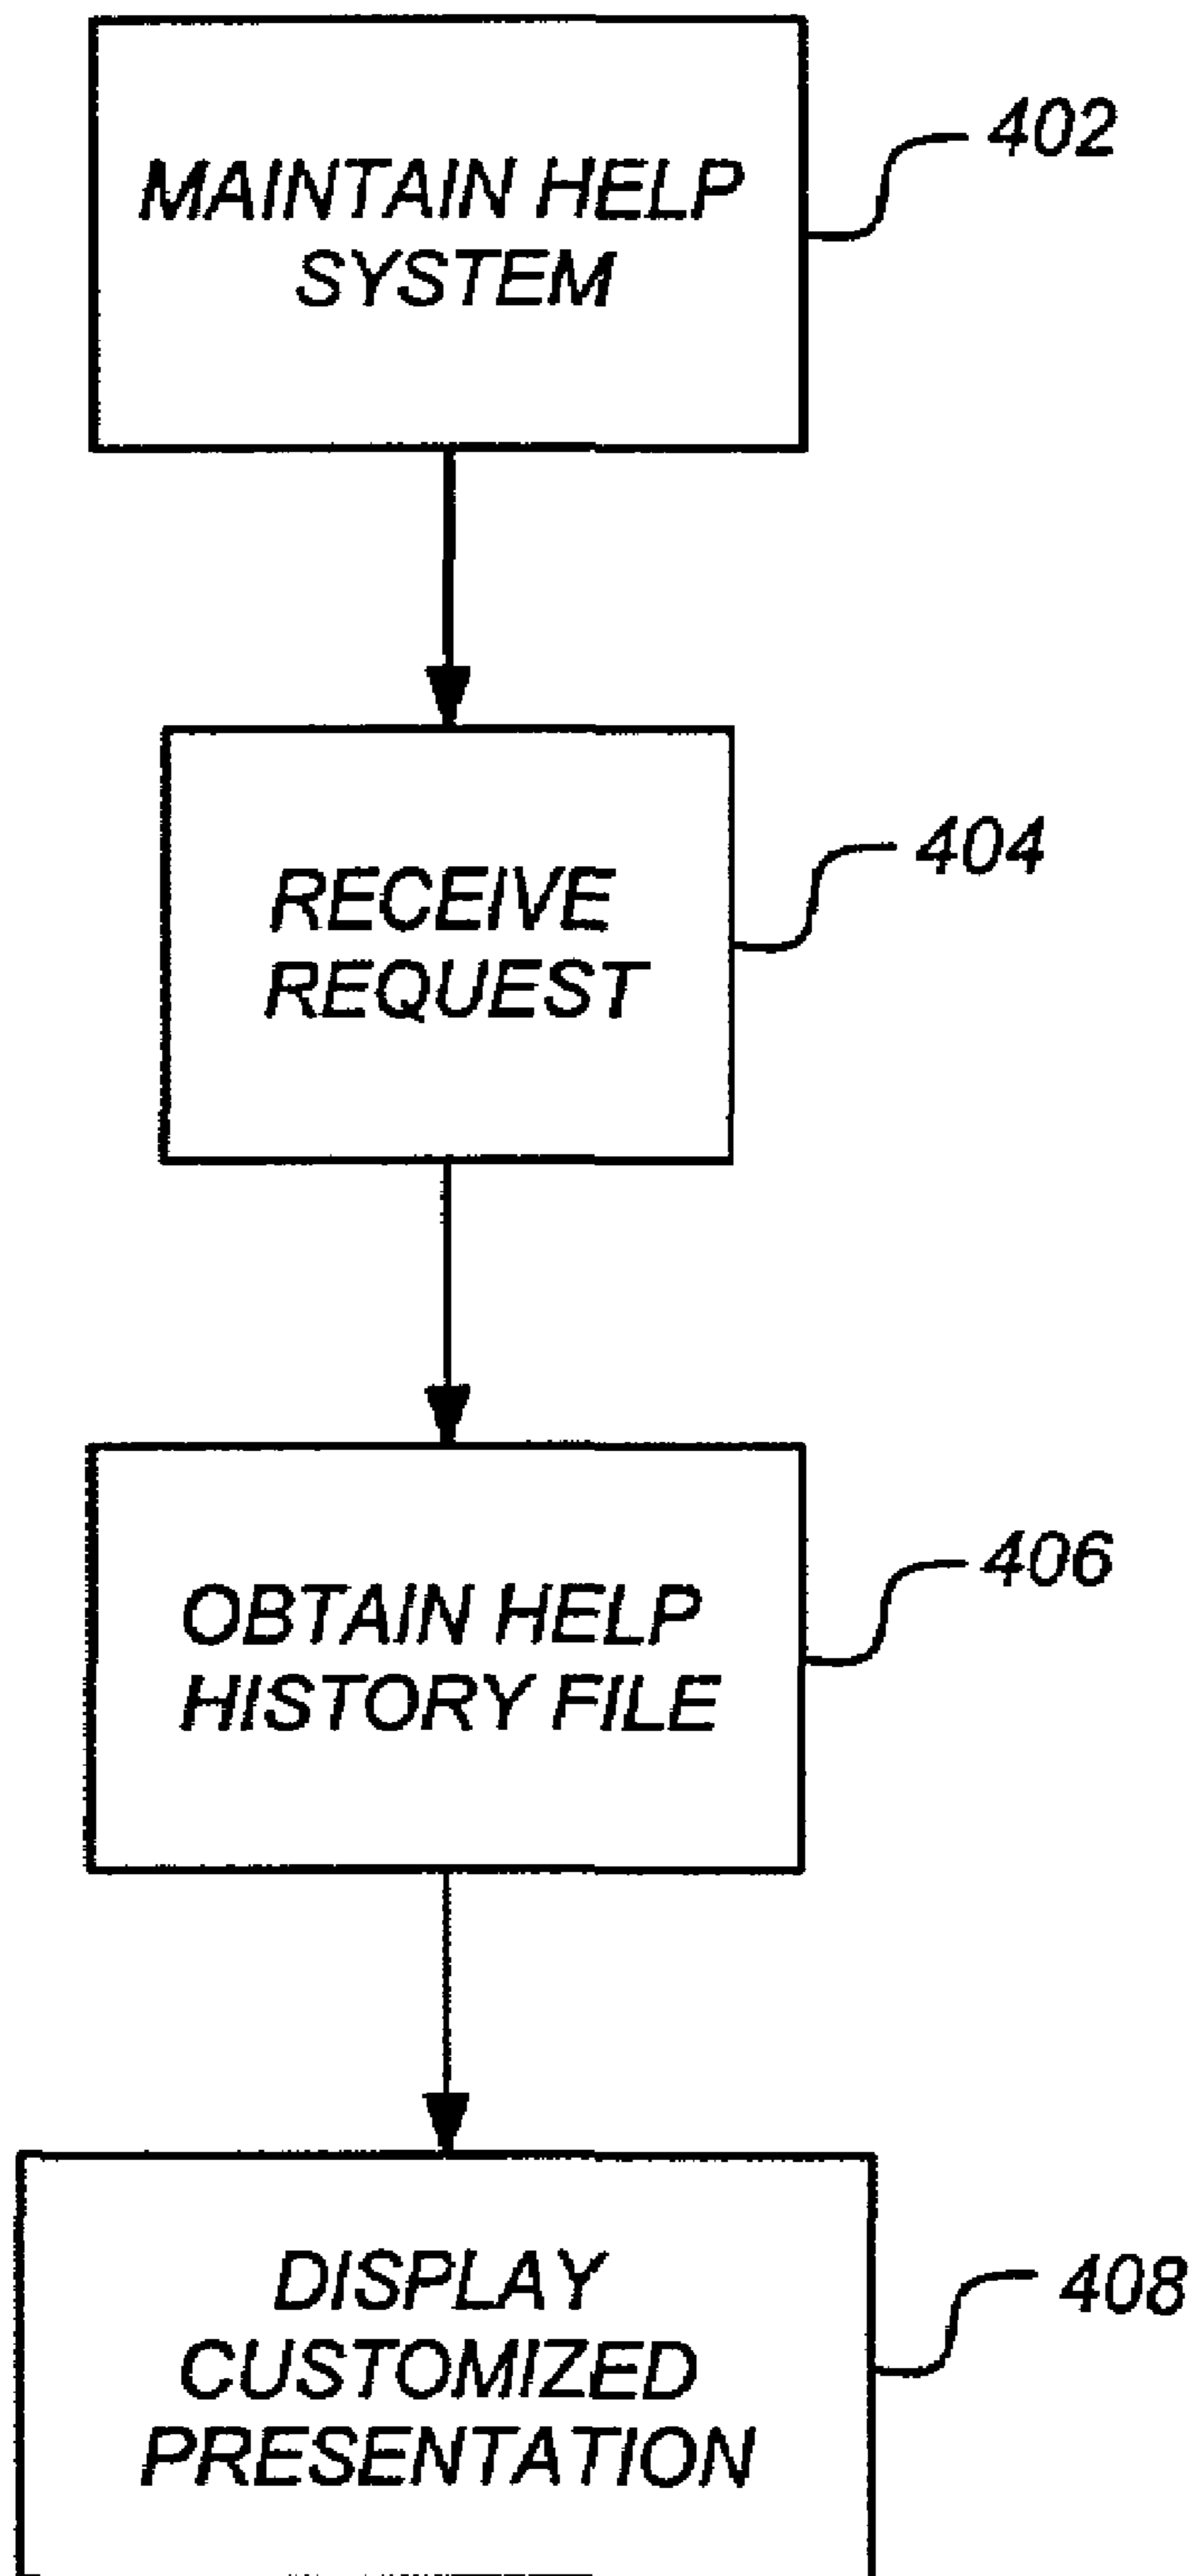 MAINTAIN HELP
SYSTEM
402
RECEIVE
REQUEST
404
OBTAIN HELP
HISTORY FILE
406
DISPLAY
CUSTOMIZED
PRESENTATION
408